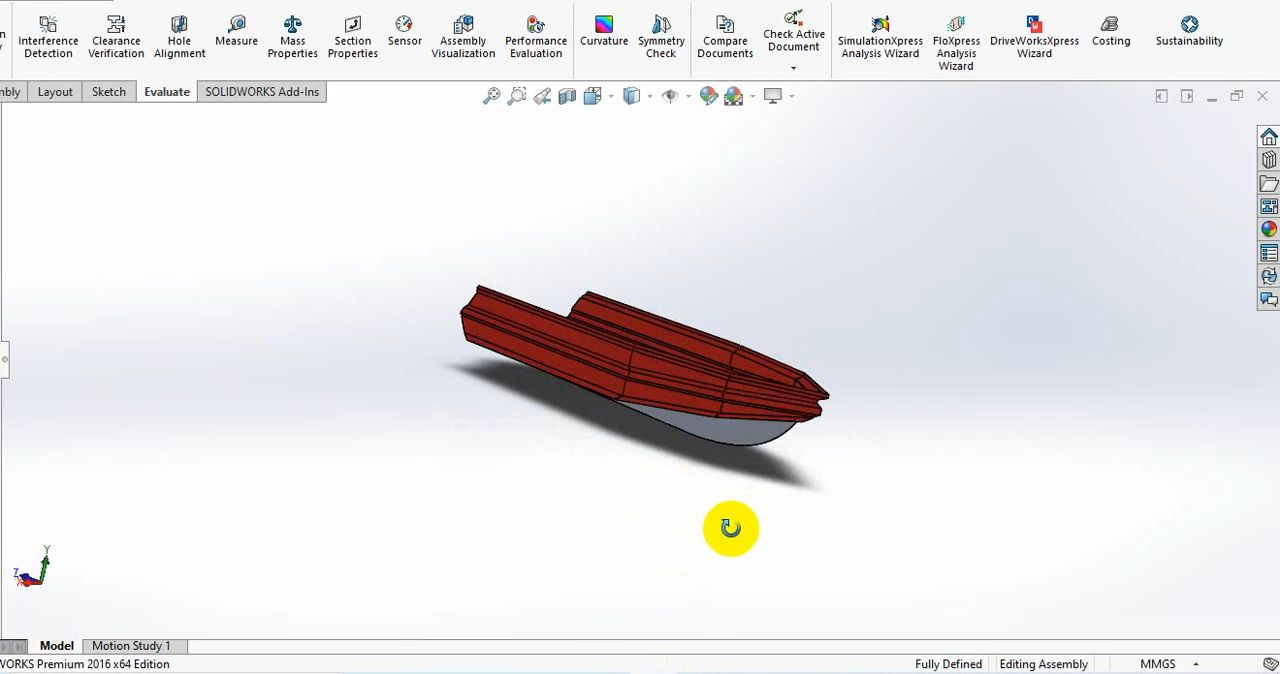 Interference Detection
Clearance Verification
Hole Alignment
Measure
Mass Properties
Section Properties
Sensor
Assembly Visualization
Performance Evaluation
Curvature
Symmetry Check
Compare Documents
Check Active Document
SimulationXpress Analysis Wizard
FloXpress Analysis Wizard
DriveWorksXpress Wizard
Costing
Sustainability
mbly Layout Sketch Evaluate SOLIDWORKS Add-Ins
Y
Z
X
Model Motion Study 1
WORKS Premium 2016 x64 Edition Fully Defined Editing Assembly MMGS